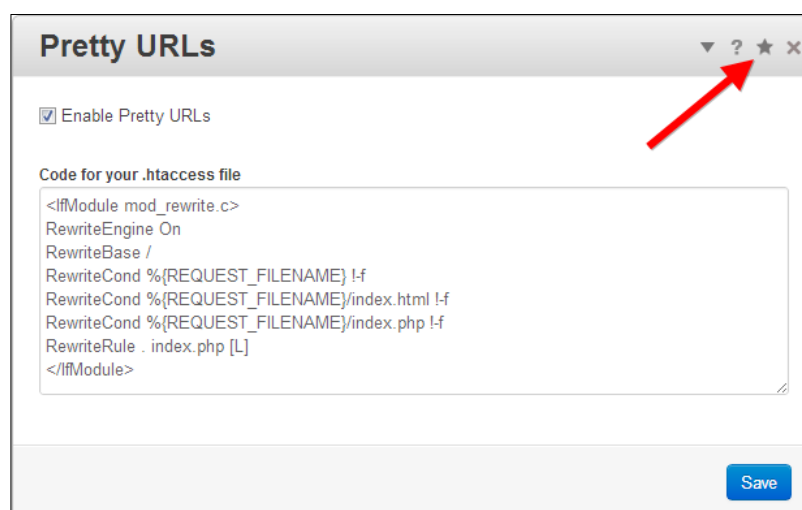 Pretty URLs
?
Enable Pretty URLs
Code for your .htaccess file
<IfModule mod_rewrite.c>
RewriteEngine On
RewriteBase /
RewriteCond %{REQUEST_FILENAME} !-f
RewriteCond %{REQUEST_FILENAME}/index.html !-f
RewriteCond %{REQUEST_FILENAME}/index.php !-f
RewriteRule . index.php [L]
</IfModule>
Save